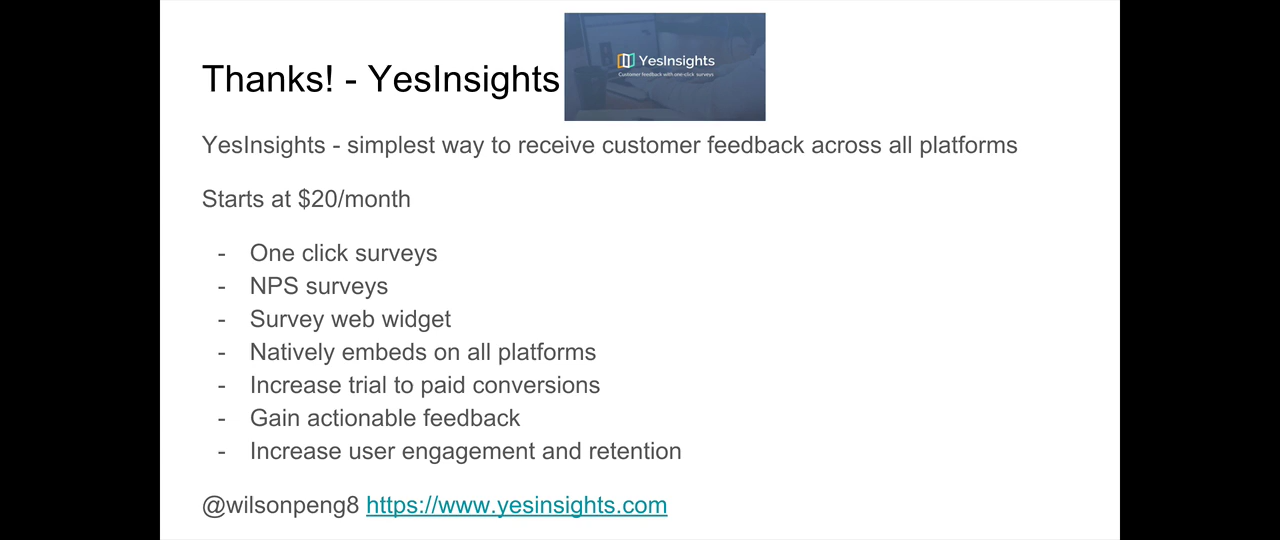 Thanks! - YesInsights
YesInsights
Customer feedback with one-click surveys
YesInsights - simplest way to receive customer feedback across all platforms
Starts at $20/month
- One click surveys
- NPS surveys
- Survey web widget
- Natively embeds on all platforms
- Increase trial to paid conversions
- Gain actionable feedback
- Increase user engagement and retention
@wilsonpeng8 https://www.yesinsights.com